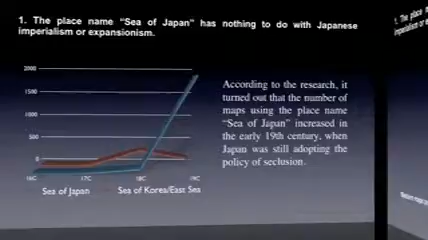 1. The place name “Sea of Japan” has nothing to do with Japanese
imperialism or expansionism.
2000
1500
1000
500
0
16C 17C 18C 19C
Sea of Japan Sea of Korea/East Sea
According to the research, it
turned out that the number of
maps using the place name
“Sea of Japan” increased in
the early 19th century, when
Japan was still adopting the
policy of seclusion.
1. The place n